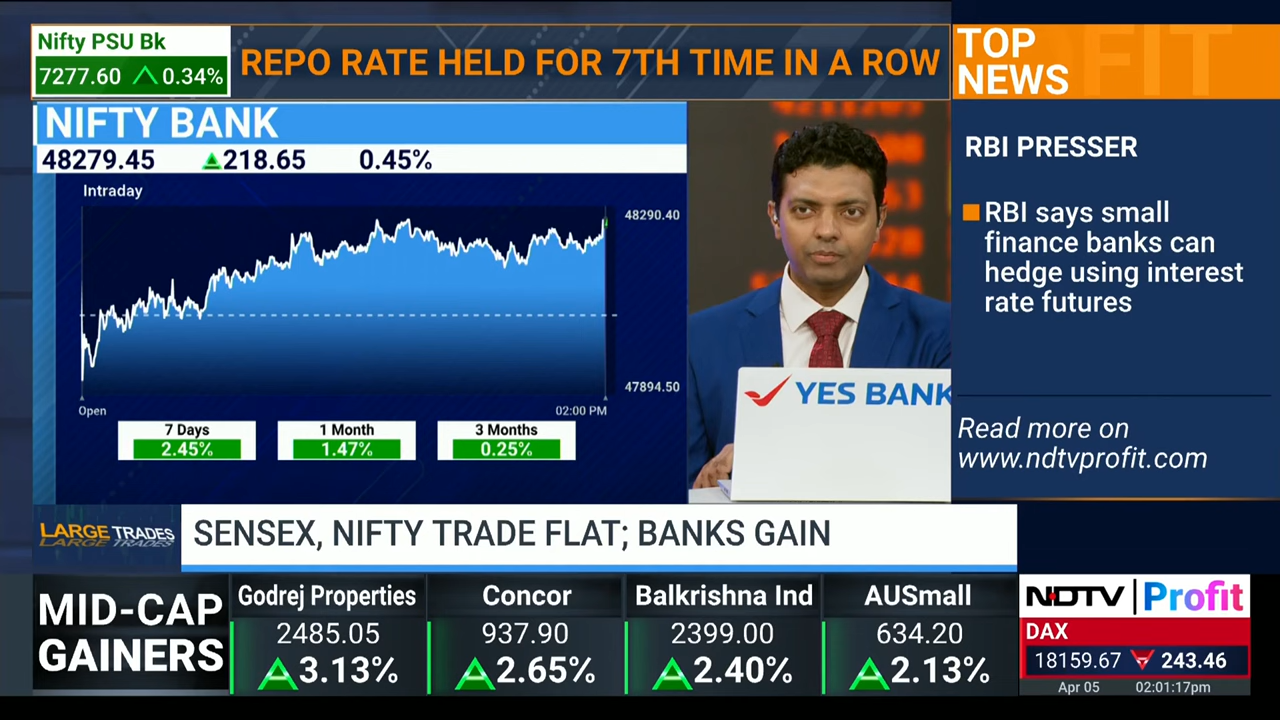 Nifty PSU Bk
7277.60 0.34%
REPO RATE HELD FOR 7TH TIME IN A ROW
TOP
NEWS
NIFTY BANK
48279.45 218.65 0.45%
Intraday
48290.40
47894.50
Open 02:00 PM
7 Days 1 Month 3 Months
2.45% 1.47% 0.25%
YES BANK
RBI PRESSER
RBI says small
finance banks can
hedge using interest
rate futures
Read more on
www.ndtvprofit.com
LARGE TRADES
SENSEX, NIFTY TRADE FLAT; BANKS GAIN
MID-CAP
GAINERS
Godrej Properties Concor Balkrishna Ind AUSmall
2485.05 937.90 2399.00 634.20
3.13% 2.65% 2.40% 2.13%
NDTV Profit
DAX
18159.67 243.46
Apr 05 02:01:17pm